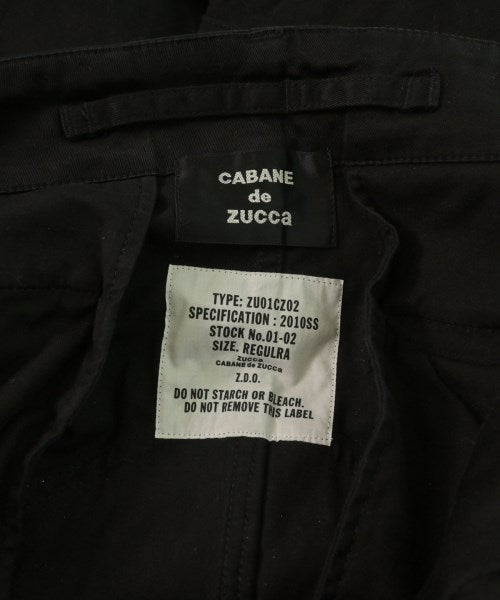 CABANE
de
ZUCCa
TYPE: ZU01CZ02
SPECIFICATION : 2010SS
STOCK No.01-02
SIZE. REGULRA
ZUCCa
CABANE de ZUCCa
Z.D.O.
DO NOT STARCH OR BLEACH.
DO NOT REMOVE THIS LABEL